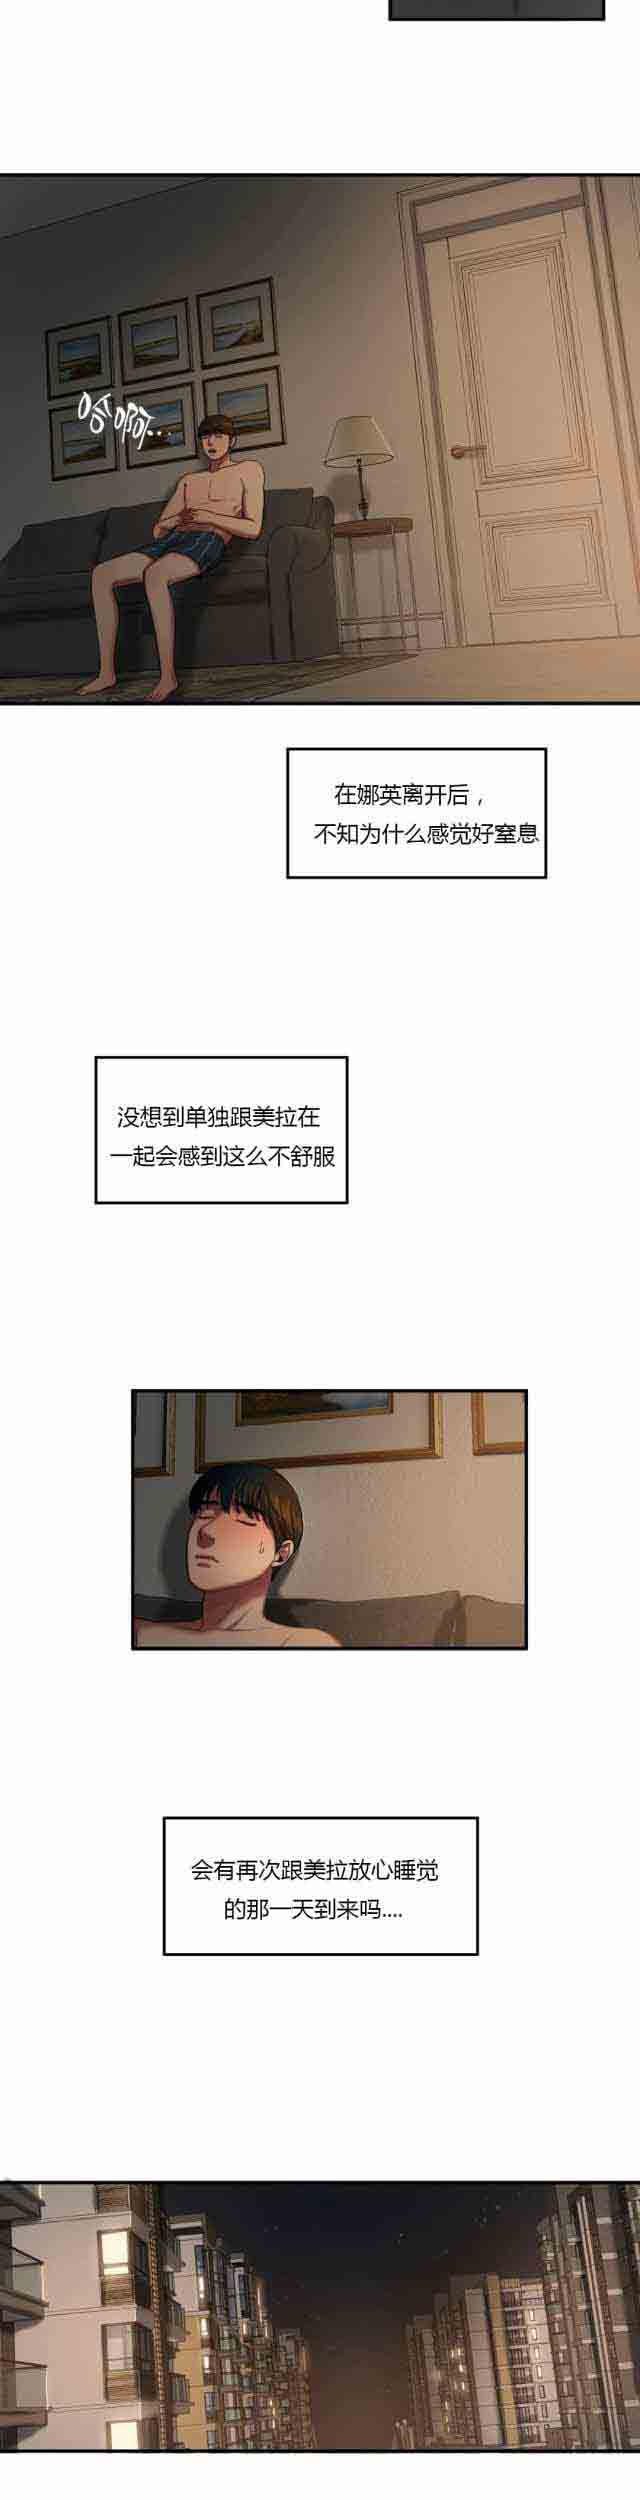 哈啊...
在娜英离开后，
不知为什么感觉好窒息
没想到单独跟美拉在
一起会感到这么不舒服
会有再次跟美拉放心睡觉
的那一天到来吗....